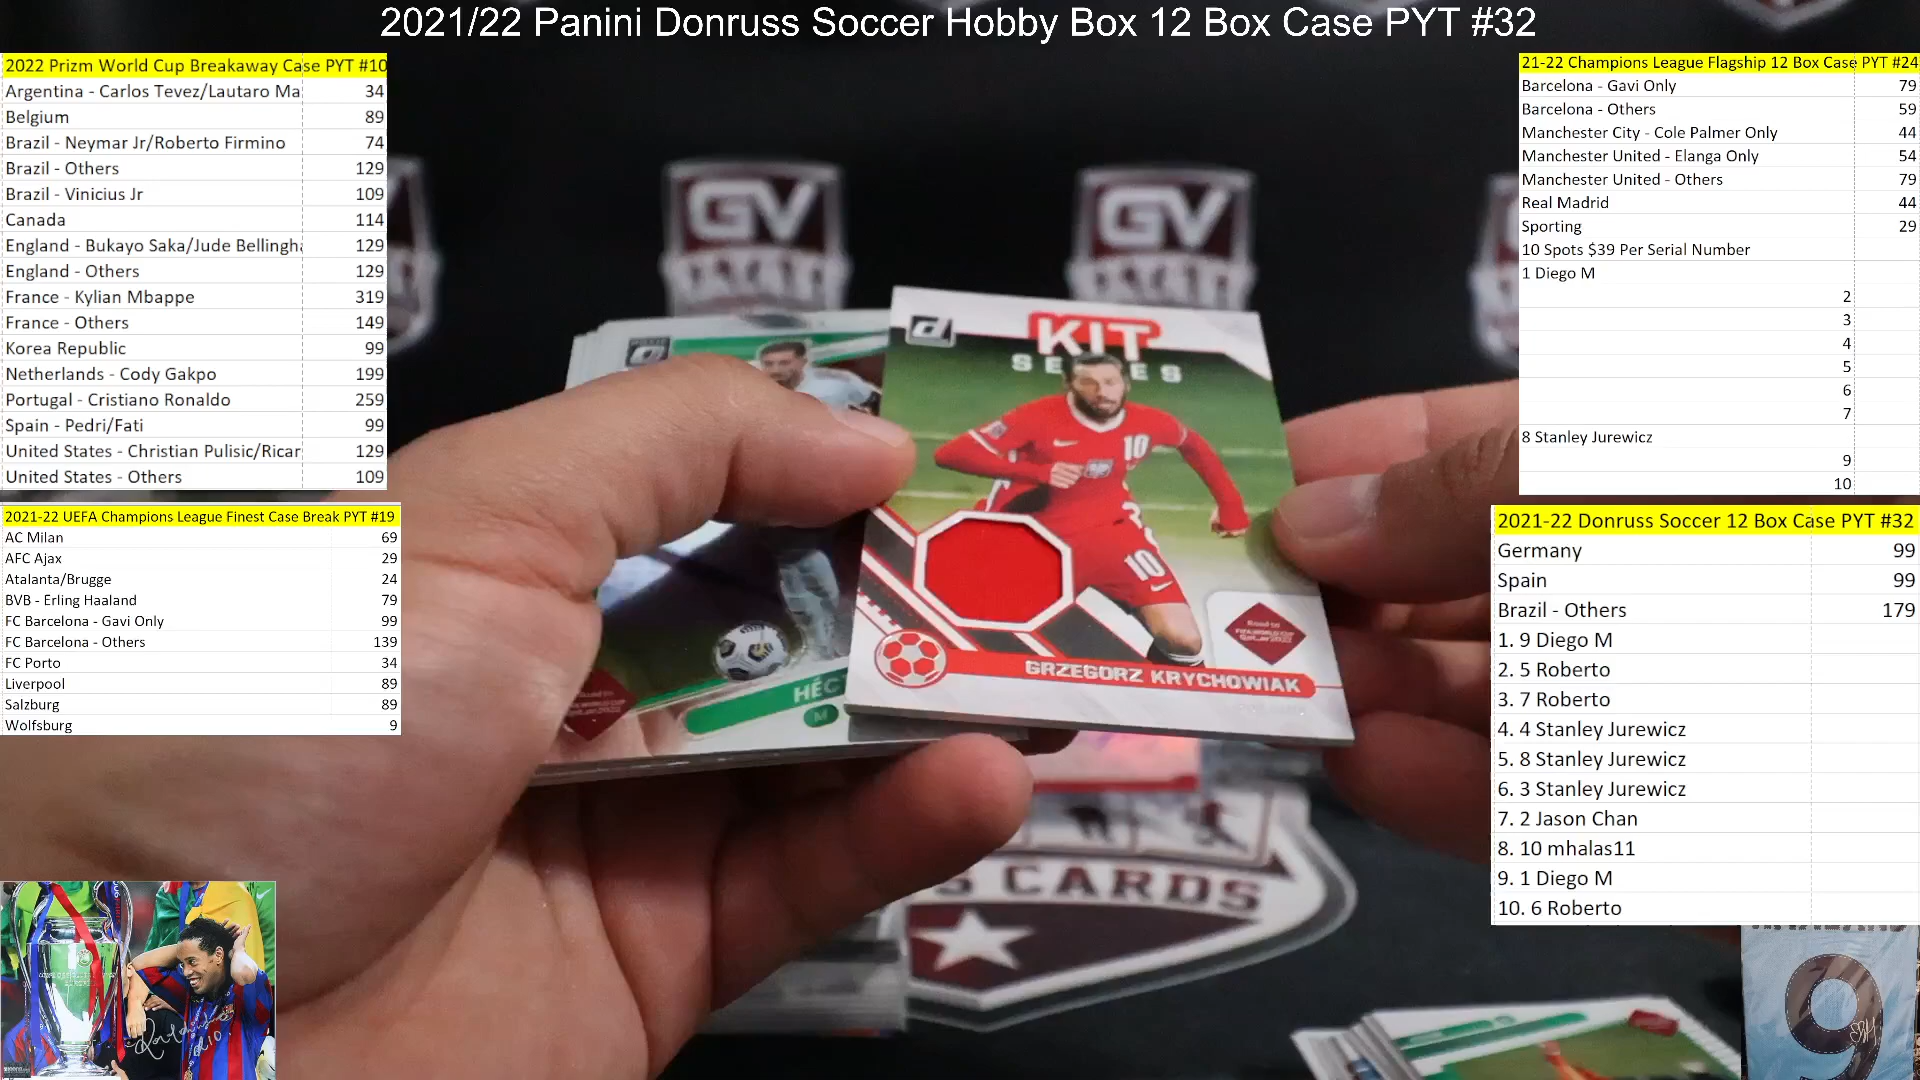 2021/22 Panini Donruss Soccer Hobby Box 12 Box Case PYT #32
2022 Prizm World Cup Breakaway Case PYT #10
Argentina - Carlos Tevez/Lautaro Ma 34
Belgium 89
Brazil - Neymar Jr/Roberto Firmino 74
Brazil - Others 129
Brazil - Vinicius Jr 109
Canada 114
England - Bukayo Saka/Jude Bellingha 129
England - Others 129
France - Kylian Mbappe 319
France - Others 149
Korea Republic 99
Netherlands - Cody Gakpo 199
Portugal - Cristiano Ronaldo 259
Spain - Pedri/Fati 99
United States - Christian Pulisic/Ricar 129
United States - Others 109
2021-22 UEFA Champions League Finest Case Break PYT #19
AC Milan 69
AFC Ajax 29
Atalanta/Brugge 24
BVB - Erling Haaland 79
FC Barcelona - Gavi Only 99
FC Barcelona - Others 139
FC Porto 34
Liverpool 89
Salzburg 89
Wolfsburg 9
21-22 Champions League Flagship 12 Box Case PYT #24
Barcelona - Gavi Only 79
Barcelona - Others 59
Manchester City - Cole Palmer Only 44
Manchester United - Elanga Only 54
Manchester United - Others 79
Real Madrid 44
Sporting 29
10 Spots $39 Per Serial Number
1 Diego M
2
3
4
5
6
7
8 Stanley Jurewicz
9
10
2021-22 Donruss Soccer 12 Box Case PYT #32
Germany 99
Spain 99
Brazil - Others 179
1. 9 Diego M
2. 5 Roberto
3. 7 Roberto
4. 4 Stanley Jurewicz
5. 8 Stanley Jurewicz
6. 3 Stanley Jurewicz
7. 2 Jason Chan
8. 10 mhalas11
9. 1 Diego M
10. 6 Roberto
GV
GV
d
KIT
SERIES
10
10
GRZEGORZ KRYCHOWIAK
HÉC
M
CARDS
9